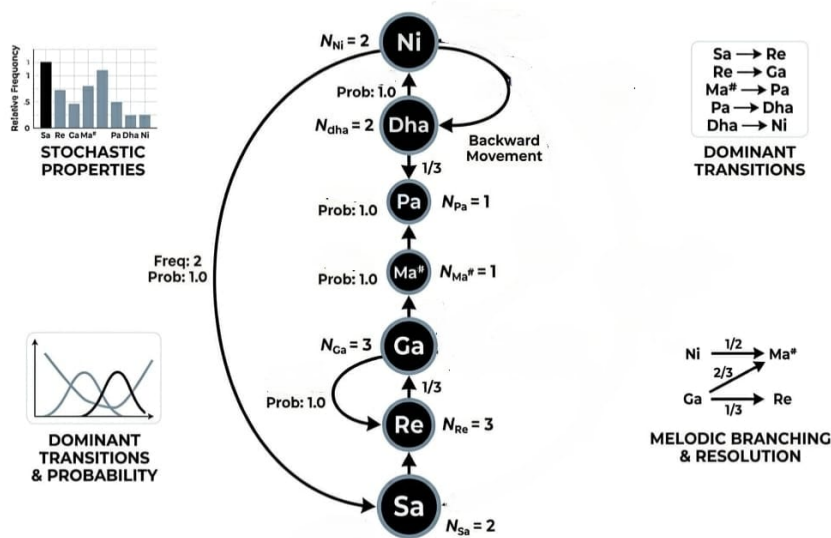 Relative Frequency
1
1
.5
0
Sa Re Ga Ma# Pa Dha Ni
STOCHASTIC
PROPERTIES
N_Ni = 2
Ni
Prob: 1.0
N_dha = 2
Dha
Backward
Movement
1/3
Prob: 1.0
Pa
N_Pa = 1
Prob: 1.0
Ma#
N_Ma# = 1
Freq: 2
Prob: 1.0
N_Ga = 3
Ga
Prob: 1.0
1/3
Re
N_Re = 3
Sa
N_Sa = 2
Sa → Re
Re → Ga
Ma# → Pa
Pa → Dha
Dha → Ni
DOMINANT
TRANSITIONS
DOMINANT
TRANSITIONS
& PROBABILITY
Ni 1/2 Ma#
2/3
Ga 1/3 Re
MELODIC BRANCHING
& RESOLUTION